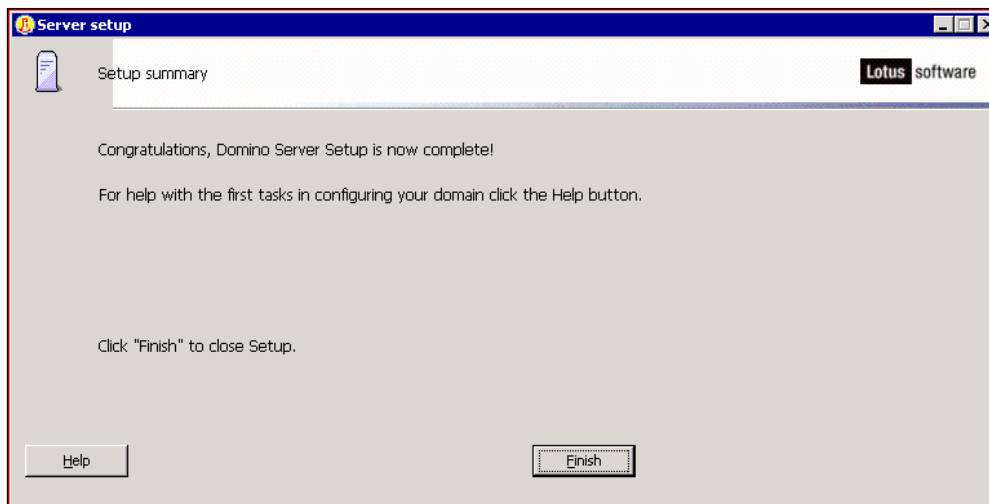 Server setup
Setup summary
Lotus software
Congratulations, Domino Server Setup is now complete!
For help with the first tasks in configuring your domain click the Help button.
Click "Finish" to close Setup.
Help
Finish